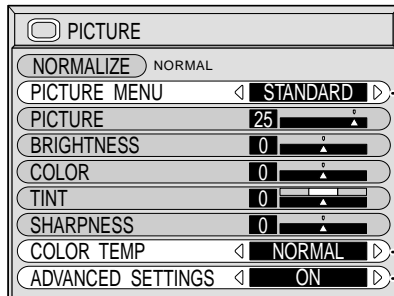 PICTURE
NORMALIZE NORMAL
PICTURE MENU STANDARD
PICTURE 25
BRIGHTNESS 0
COLOR 0
TINT 0
SHARPNESS 0
COLOR TEMP NORMAL
ADVANCED SETTINGS ON